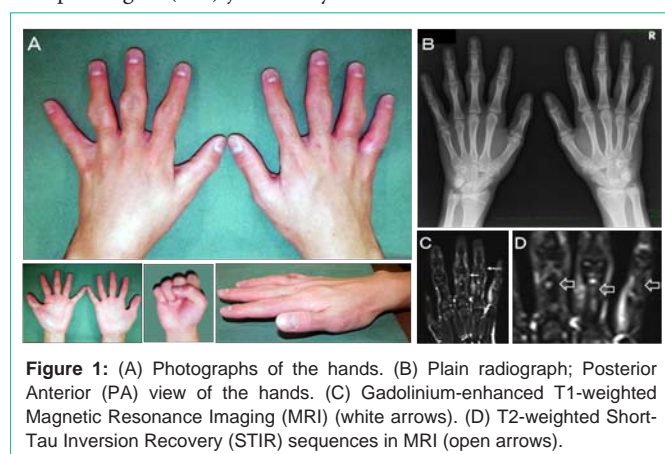 A
B
R
C
D
Figure 1: (A) Photographs of the hands. (B) Plain radiograph; Posterior
Anterior (PA) view of the hands. (C) Gadolinium-enhanced T1-weighted
Magnetic Resonance Imaging (MRI) (white arrows). (D) T2-weighted Short-
Tau Inversion Recovery (STIR) sequences in MRI (open arrows).